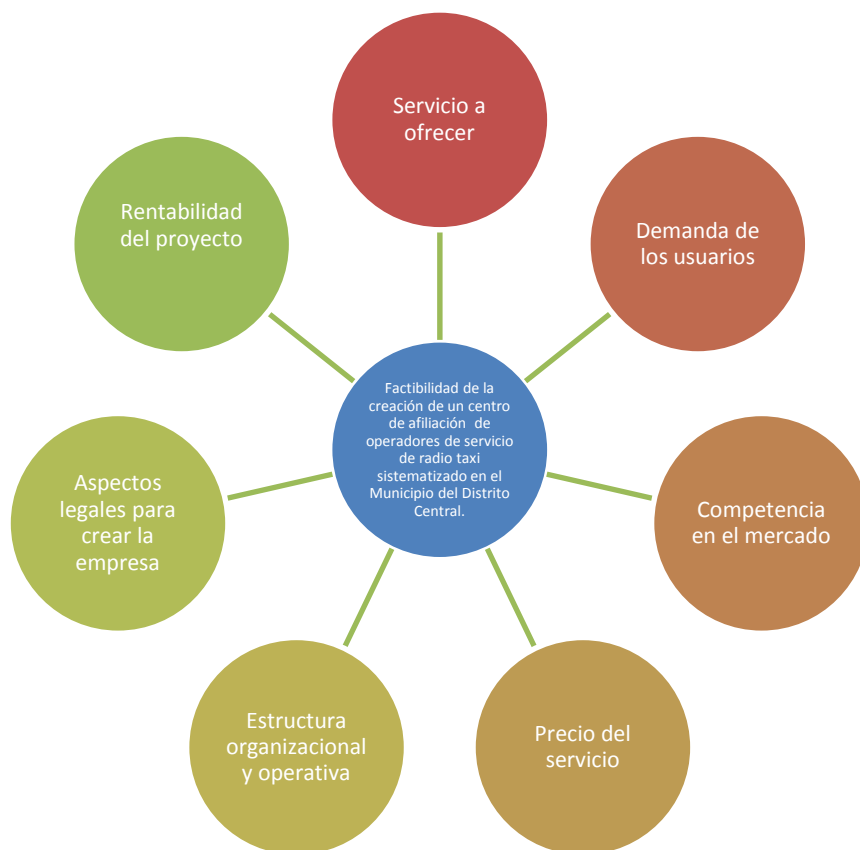 Servicio a
ofrecer
Demanda de
los usuarios
Competencia
en el mercado
Precio del
servicio
Estructura
organizacional
y operativa
Aspectos
legales para
crear la
empresa
Rentabilidad
del proyecto
Factibilidad de la
creación de un centro
de afiliación de
operadores de servicio
de radio taxi
sistematizado en el
Municipio del Distrito
Central.